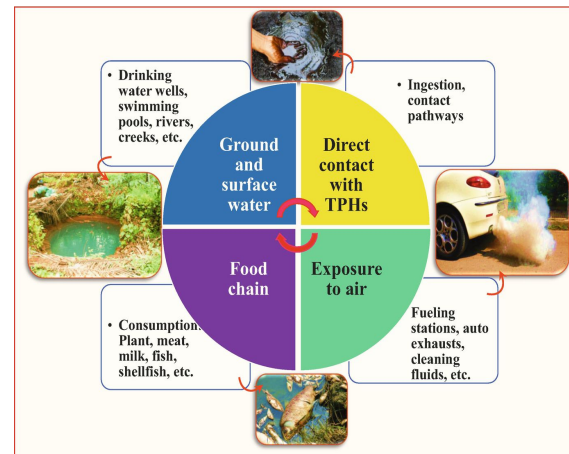 • Drinking
water wells,
swimming
pools, rivers,
creeks, etc.
• Ingestion,
contact
pathways
Ground
and
surface
water
Direct
contact
with
TPHs
Food
chain
Exposure
to air
• Consumption:
Plant, meat,
milk, fish,
shellfish, etc.
Fueling
stations, auto
exhausts,
cleaning
fluids, etc.